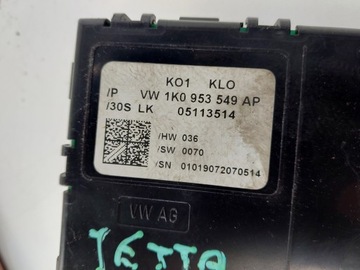 KO1 KLO
/P VW 1K0 953 549 AP
/30S LK 05113514
/HW 036
/SW 0070
/SN 01019072070514
VW AG
JETTA